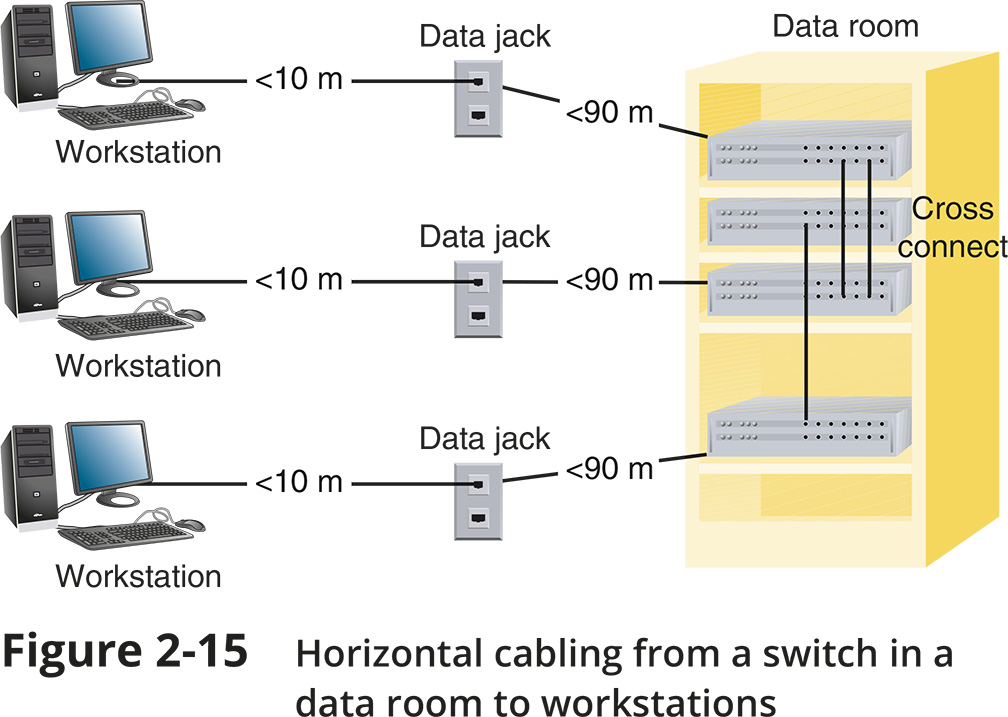 Data room
Data jack
<10 m
<90 m
Workstation
Cross
connect
Data jack
<10 m
<90 m
Workstation
Data jack
<10 m
<90 m
Workstation
Figure 2-15 Horizontal cabling from a switch in a
data room to workstations